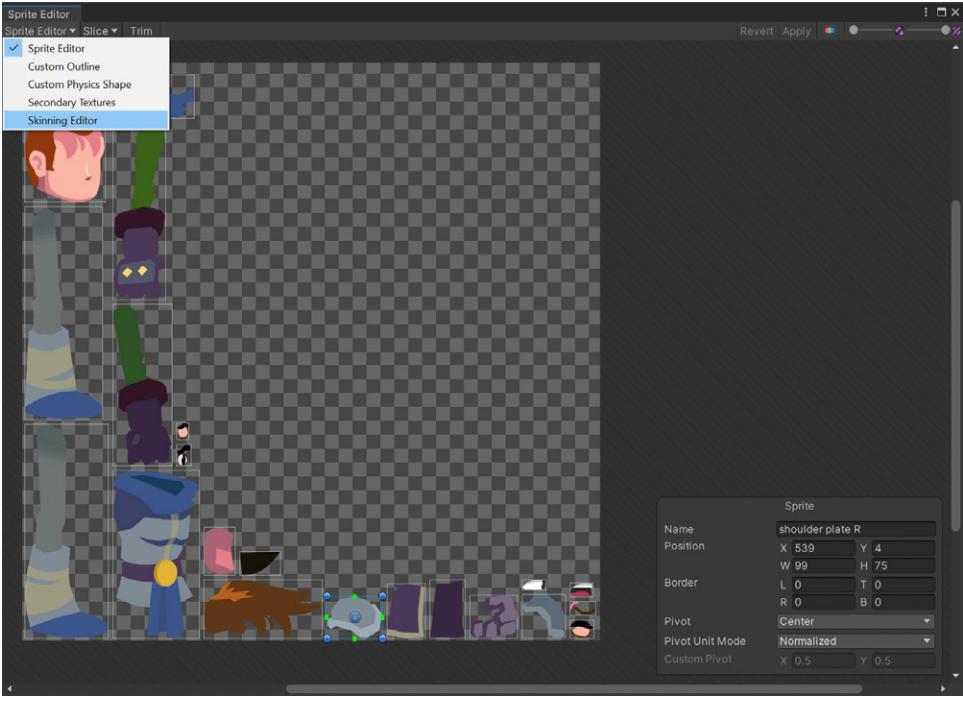 Sprite Editor
Sprite Editor Slice Trim Revert Apply
Sprite Editor
Custom Outline
Custom Physics Shape
Secondary Textures
Skinning Editor
Sprite
Name shoulder plate R
Position X 539 Y 4
W 99 H 75
Border L 0 T 0
R 0 B 0
Pivot Center
Pivot Unit Mode Normalized
Custom Pivot X 0.5 Y 0.5